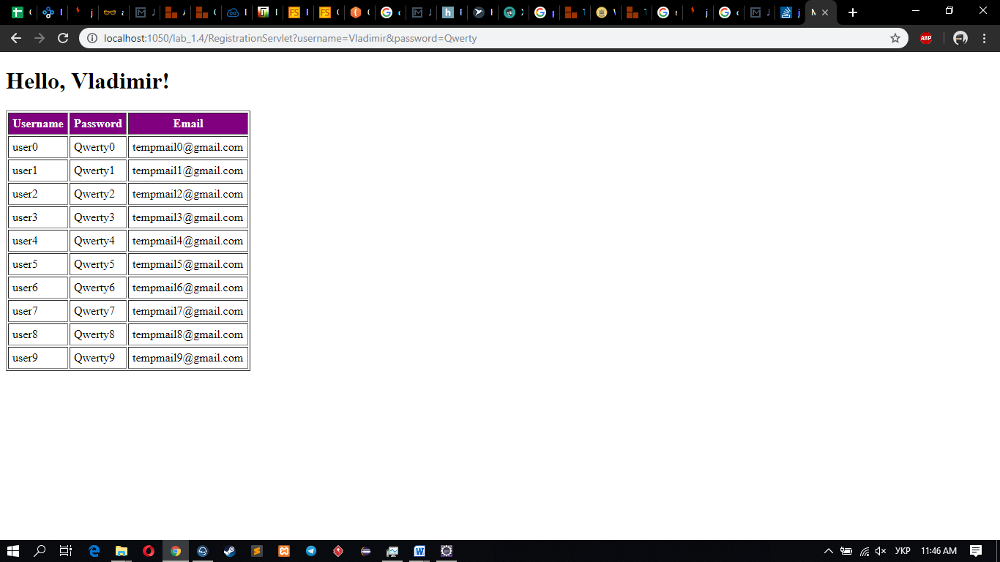 localhost:1050/lab_1.4/RegistrationServlet?username=Vladimir&password=Qwerty
ABP
Hello, Vladimir!
Username Password Email
user0 Qwerty0 tempmail0@gmail.com
user1 Qwerty1 tempmail1@gmail.com
user2 Qwerty2 tempmail2@gmail.com
user3 Qwerty3 tempmail3@gmail.com
user4 Qwerty4 tempmail4@gmail.com
user5 Qwerty5 tempmail5@gmail.com
user6 Qwerty6 tempmail6@gmail.com
user7 Qwerty7 tempmail7@gmail.com
user8 Qwerty8 tempmail8@gmail.com
user9 Qwerty9 tempmail9@gmail.com
УКР 11:46 AM